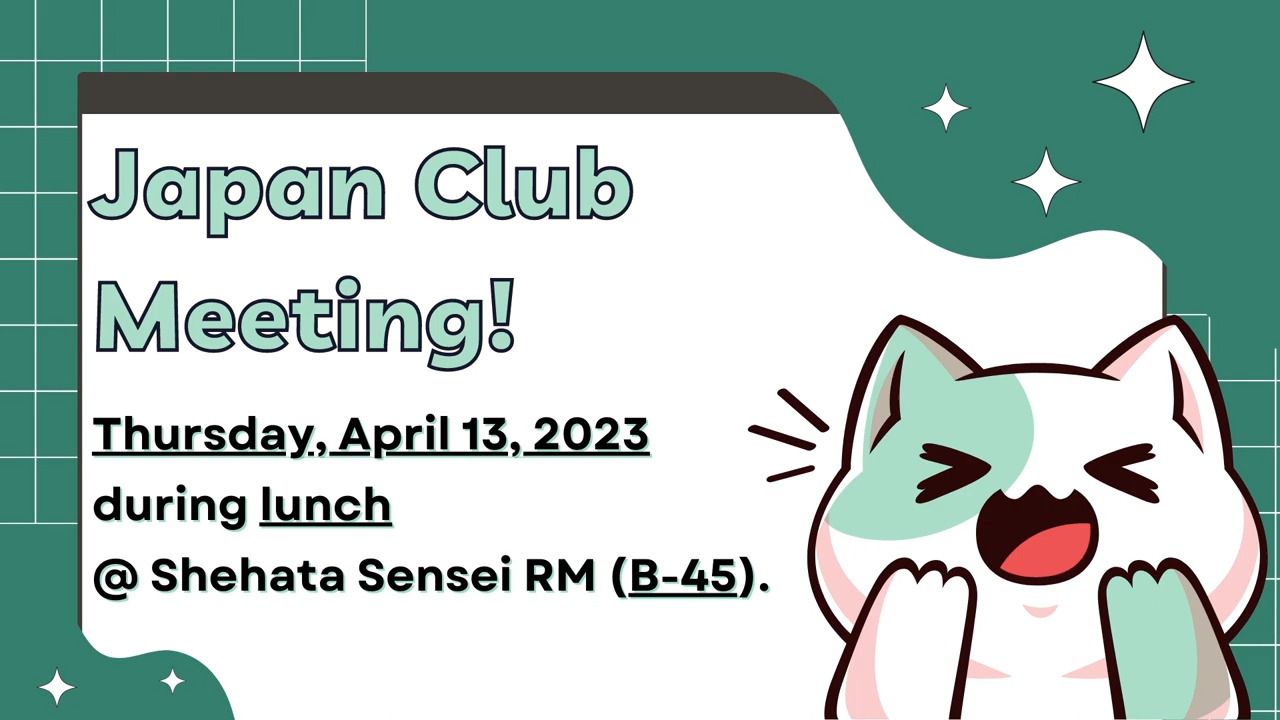 Japan Club
Meeting!
Thursday, April 13, 2023
during lunch
@ Shehata Sensei RM (B-45).